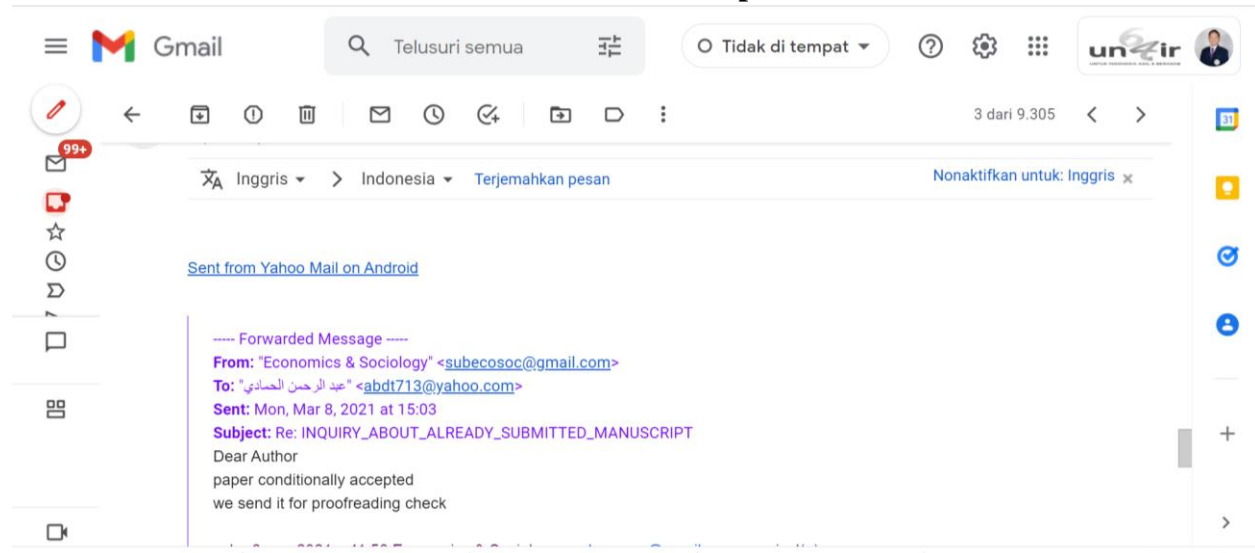 Gmail
Telusuri semua
Tidak di tempat
un64ir
3 dari 9.305
31
99+
Inggris
Indonesia
Terjemahkan pesan
Nonaktifkan untuk: Inggris
Sent from Yahoo Mail on Android
----- Forwarded Message -----
From: "Economics & Sociology" <subecosoc@gmail.com>
To: "عبد الرحمن الحمادي" <abdt713@yahoo.com>
Sent: Mon, Mar 8, 2021 at 15:03
Subject: Re: INQUIRY_ABOUT_ALREADY_SUBMITTED_MANUSCRIPT
Dear Author
paper conditionally accepted
we send it for proofreading check